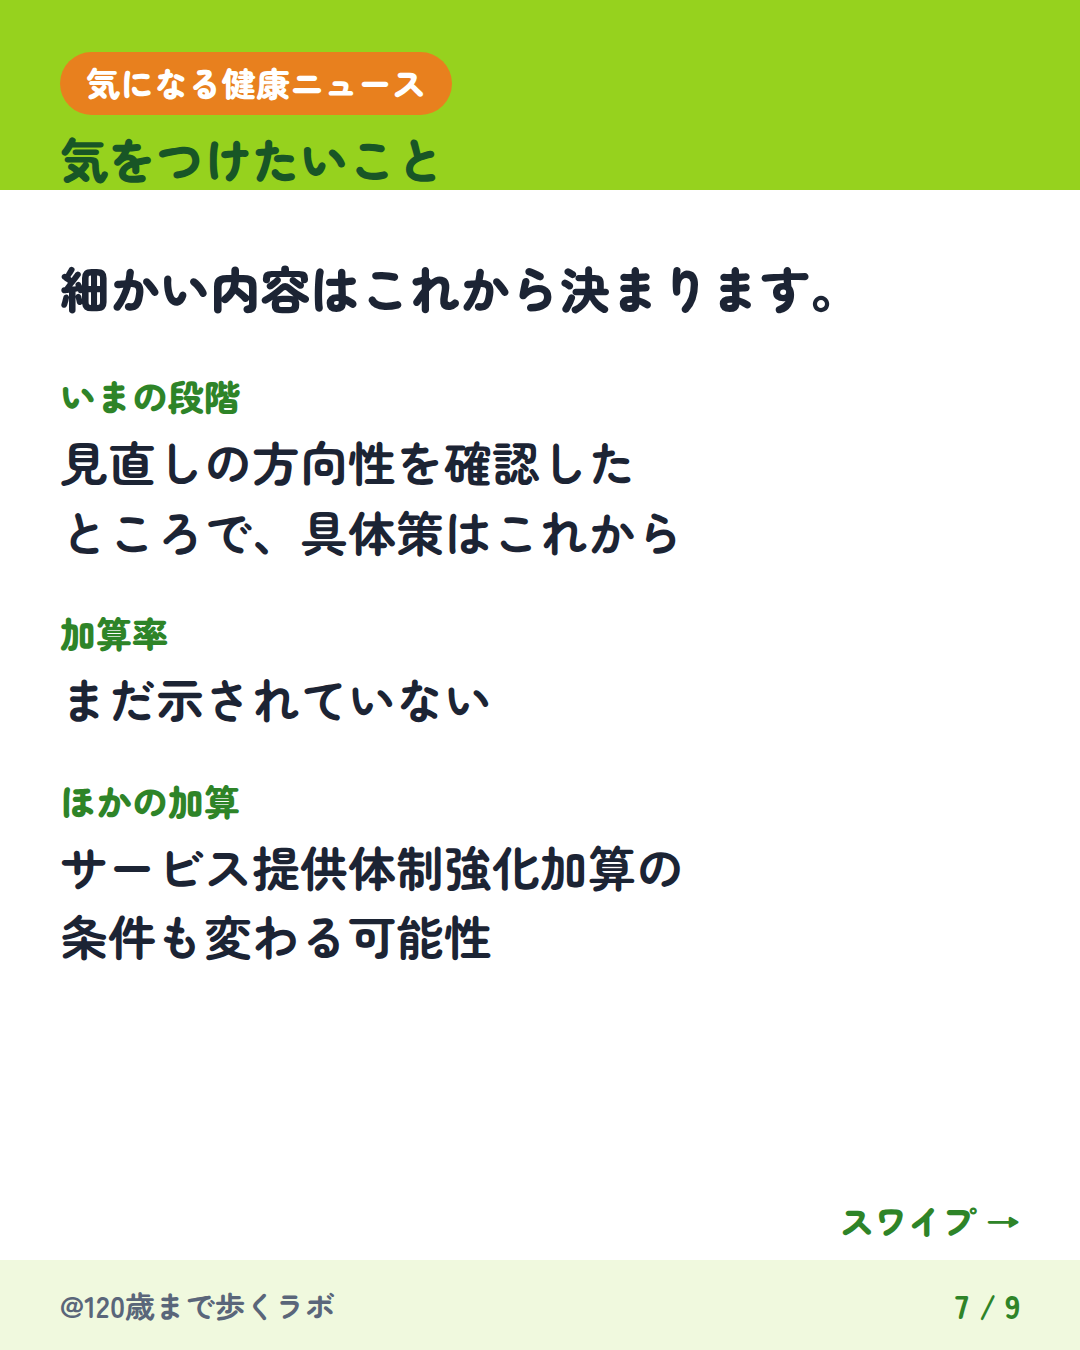 気になる健康ニュース
気をつけたいこと
細かい内容はこれから決まります。
いまの段階
見直しの方向性を確認した
ところで、具体策はこれから
加算率
まだ示されていない
ほかの加算
サービス提供体制強化加算の
条件も変わる可能性
スワイプ →
@120歳まで歩くラボ
7 / 9